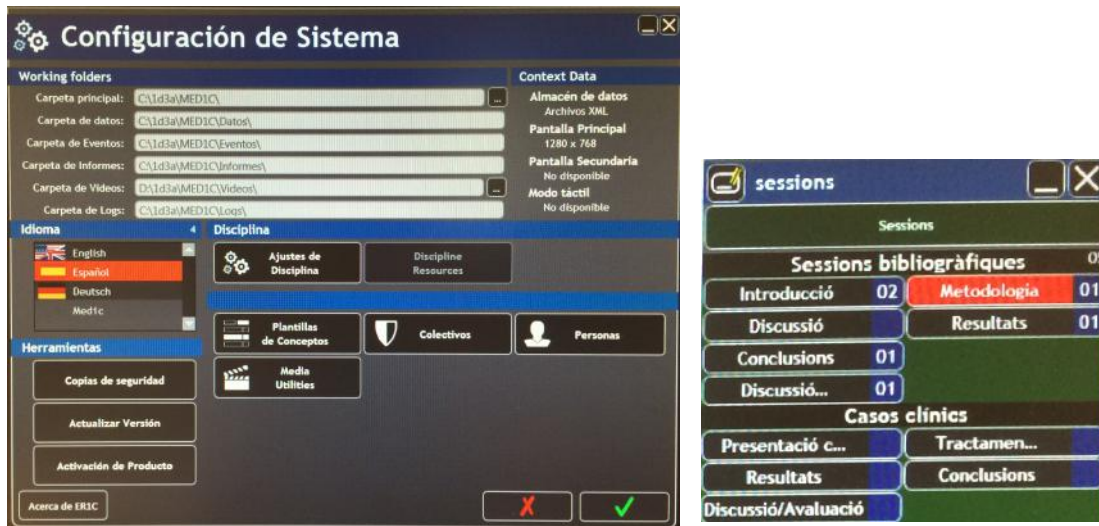 Configuración de Sistema
Working folders
Carpeta principal: C:\1d3a\MED1C\ ...
Carpeta de datos: C:\1d3a\MED1C\Datos\
Carpeta de Eventos: C:\1d3a\MED1C\Eventos\
Carpeta de Informes: C:\1d3a\MED1C\Informes\
Carpeta de Videos: D:\1d3a\MED1C\Videos\ ...
Carpeta de Logs: C:\1d3a\MED1C\Logs\
Context Data
Almacén de datos
Archivos XML
Pantalla Principal
1280 x 768
Pantalla Secundaria
No disponible
Modo táctil
No disponible
Idioma 4
English
Español
Deutsch
Med1c
Herramientas
Copias de seguridad
Actualizar Versión
Activación de Producto
Acerca de ER1C
Disciplina
Ajustes de
Disciplina
Discipline
Resources
Plantillas
de Conceptos
Colectivos
Personas
Media
Utilities
sessions
Sessions
Sessions bibliogràfiques
Introducció 02
Metodologia 01
Discussió
Resultats 01
Conclusions 01
Discussió... 01
Casos clínics
Presentació c...
Tractamen...
Resultats
Conclusions
Discussió/Avaluació